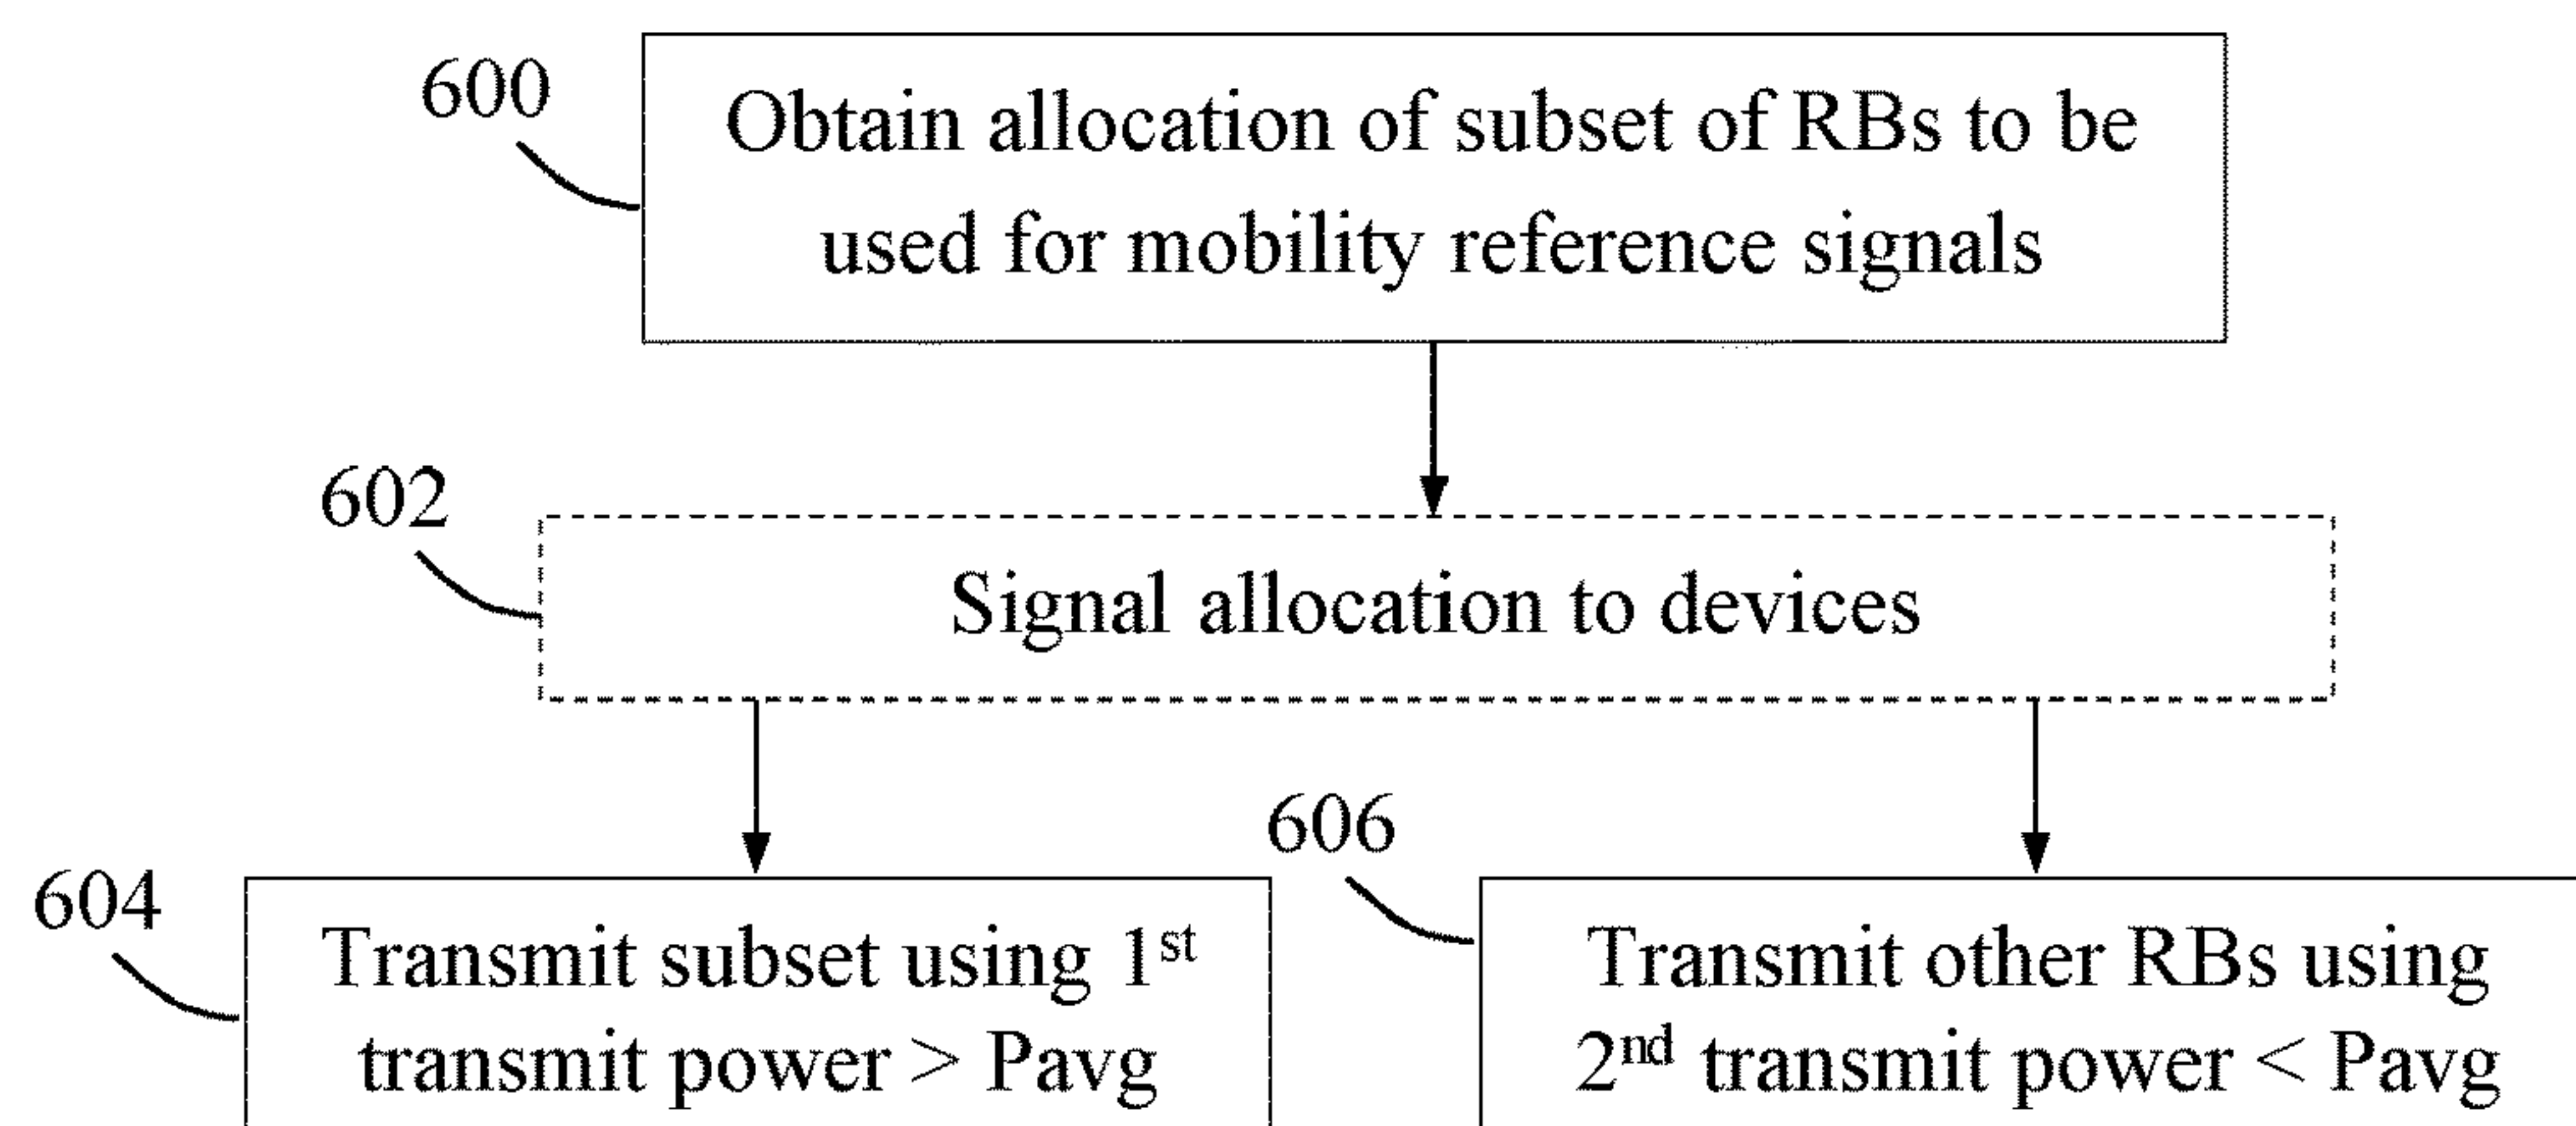 600
Obtain allocation of subset of RBs to be
used for mobility reference signals
602
Signal allocation to devices
604
Transmit subset using 1st
transmit power > Pavg
606
Transmit other RBs using
2nd transmit power < Pavg